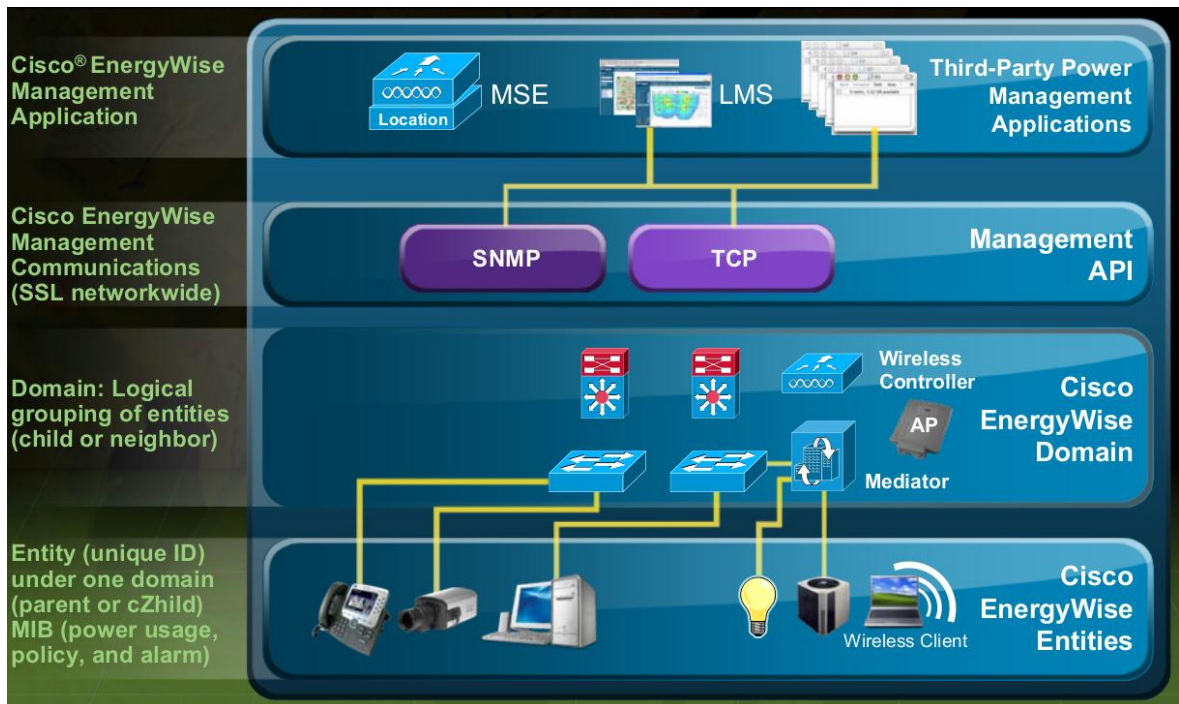 Cisco® EnergyWise
Management
Application
Location
MSE
LMS
Third-Party Power
Management
Applications
Cisco EnergyWise
Management
Communications
(SSL networkwide)
SNMP
TCP
Management
API
Domain: Logical
grouping of entities
(child or neighbor)
Wireless
Controller
AP
Mediator
Cisco
EnergyWise
Domain
Entity (unique ID)
under one domain
(parent or cZhild)
MIB (power usage,
policy, and alarm)
Wireless Client
Cisco
EnergyWise
Entities